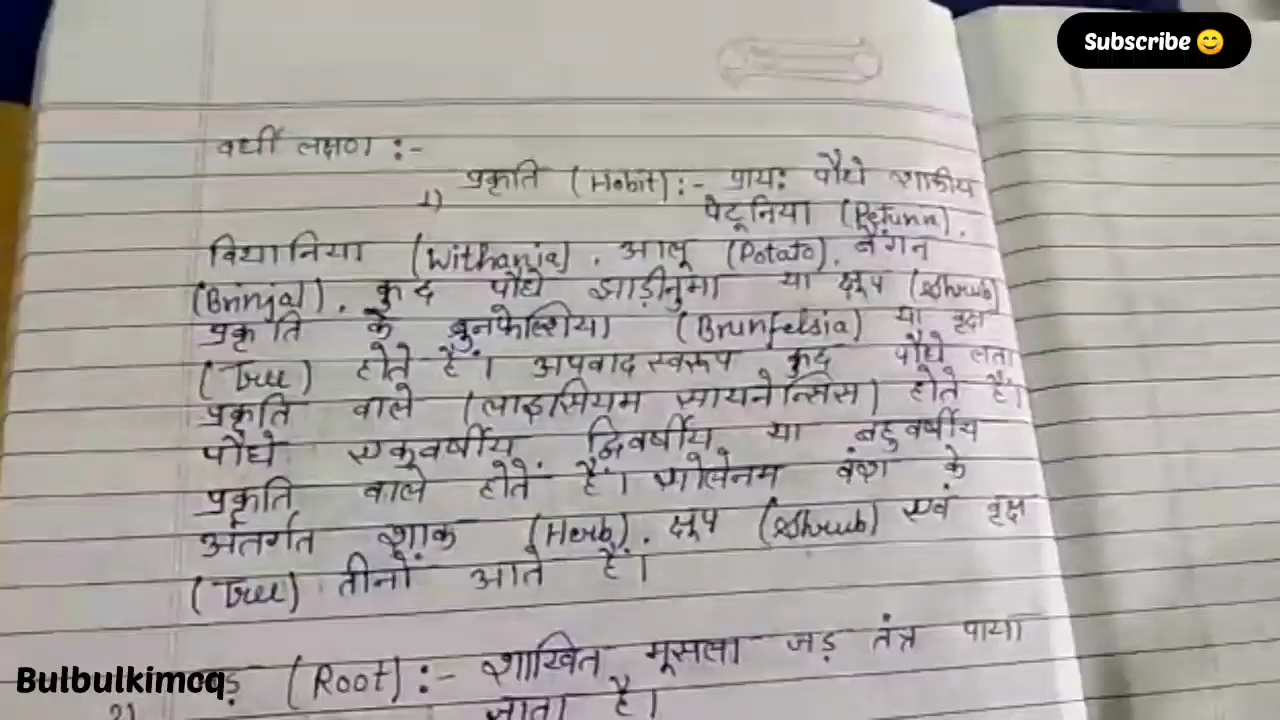 Subscribe 😊
वर्धी लक्षण :-
1) प्रकृति (Habit) :- प्रायः पौधे शाकीय
पेटूनिया (Petunia),
विथानिया (Withania), आलू (Potato), बैंगन
(Brinjal), कुछ पौधे झाड़ीनुमा या क्षूप (Shrub)
प्रकृति के ब्रुनफेल्शिया (Brunfelsia) या वृक्ष
(Tree) होते हैं। अपवाद स्वरूप कुछ पौधे लता
प्रकृति वाले (लाइसियम सायनेन्सिस) होते हैं।
पौधे एकवर्षीय, द्विवर्षीय या बहुवर्षीय
प्रकृति वाले होते हैं। सोलेनम वंश के
अंतर्गत शाक (Herb), क्षूप (Shrub) एवं वृक्ष
(Tree) तीनों आते हैं।
(Root) :- शाखित मूसला जड़ तंत्र पाया
2) जाता है।
Bulbulkimcq